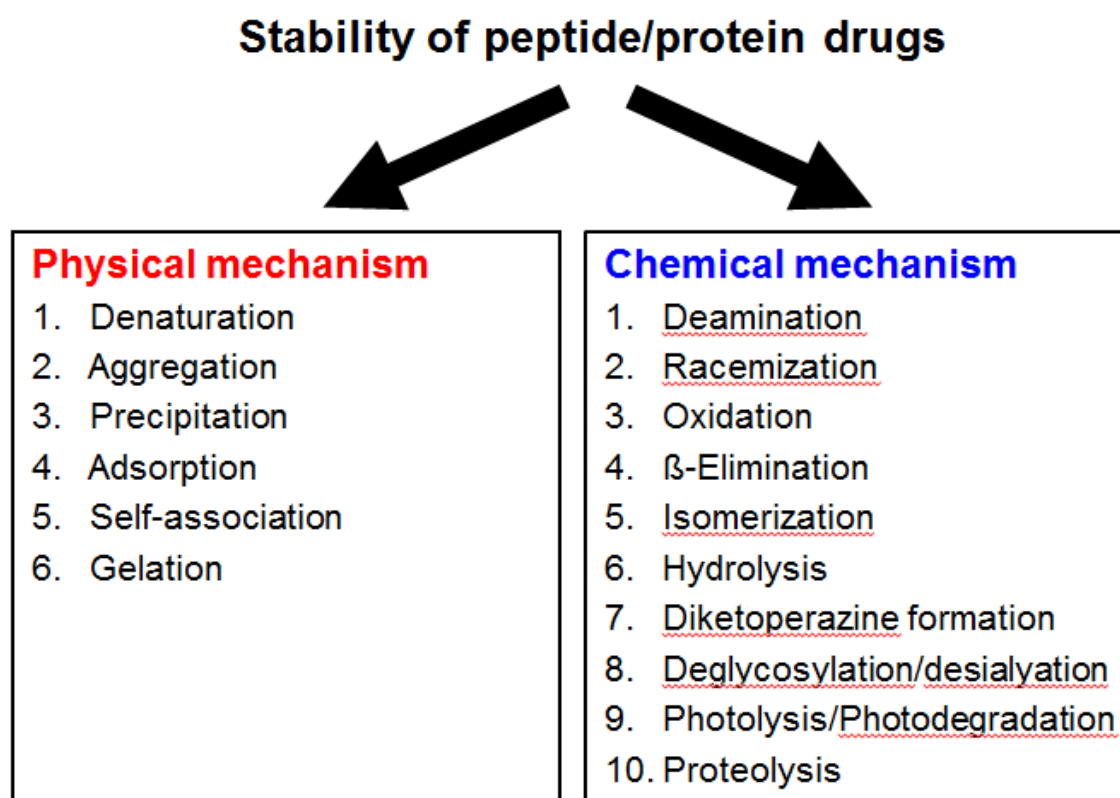 Stability of peptide/protein drugs
Physical mechanism
1. Denaturation
2. Aggregation
3. Precipitation
4. Adsorption
5. Self-association
6. Gelation
Chemical mechanism
1. Deamination
2. Racemization
3. Oxidation
4. ß-Elimination
5. Isomerization
6. Hydrolysis
7. Diketoperazine formation
8. Deglycosylation/desialyation
9. Photolysis/Photodegradation
10. Proteolysis